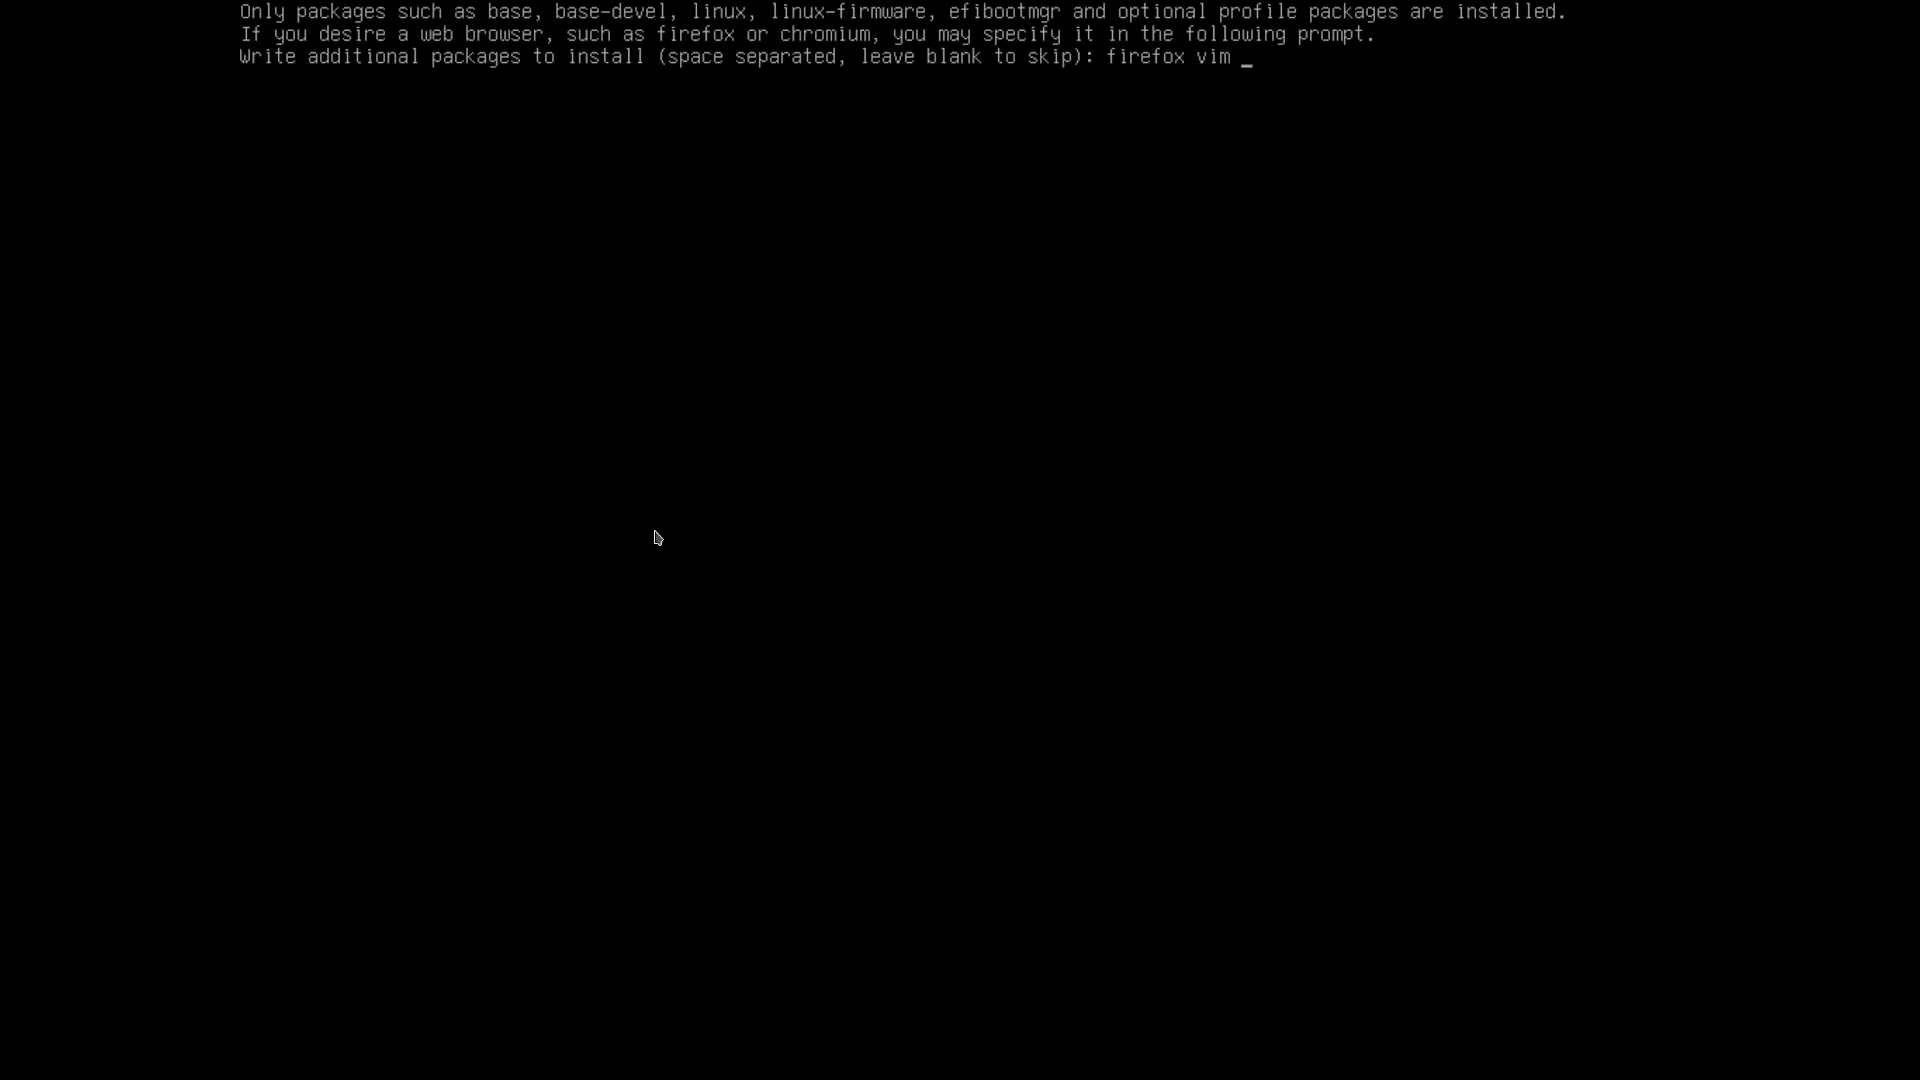 Only packages such as base, base-devel, linux, linux-firmware, efibootmgr and optional profile packages are installed.
If you desire a web browser, such as firefox or chromium, you may specify it in the following prompt.
Write additional packages to install (space separated, leave blank to skip): firefox vim _